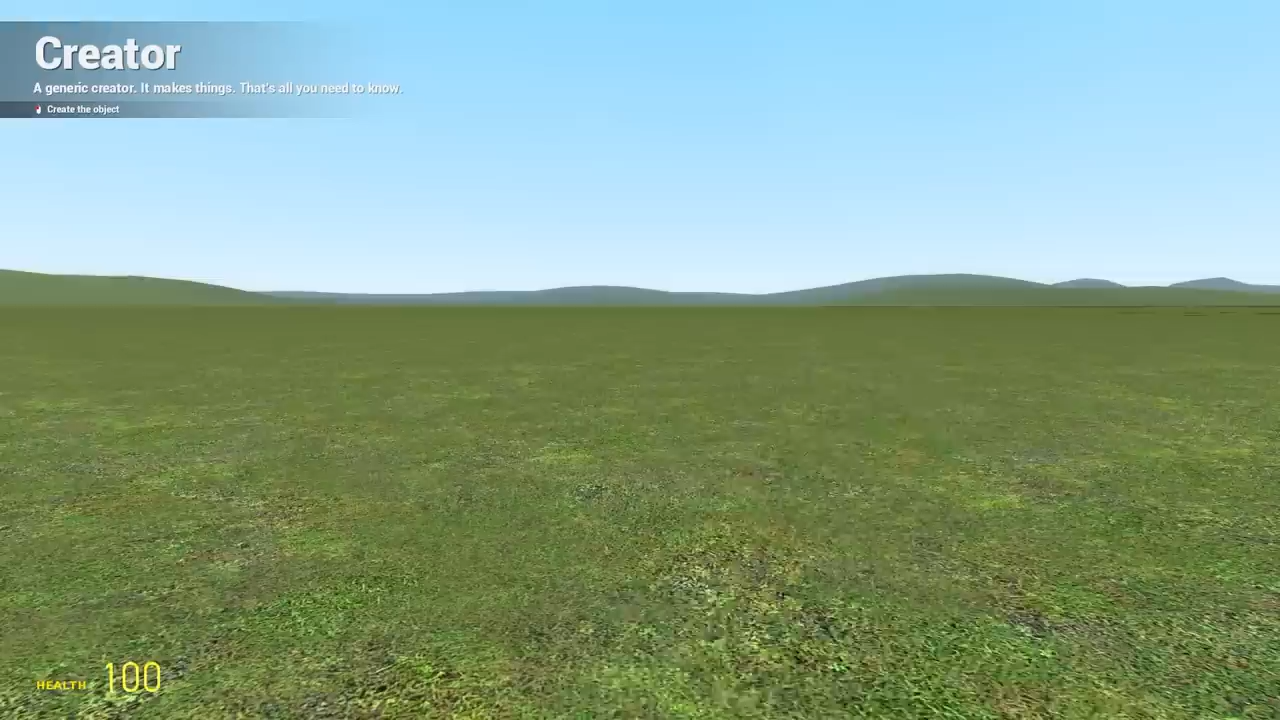 Creator
A generic creator. It makes things. That's all you need to know.
Create the object
HEALTH 100